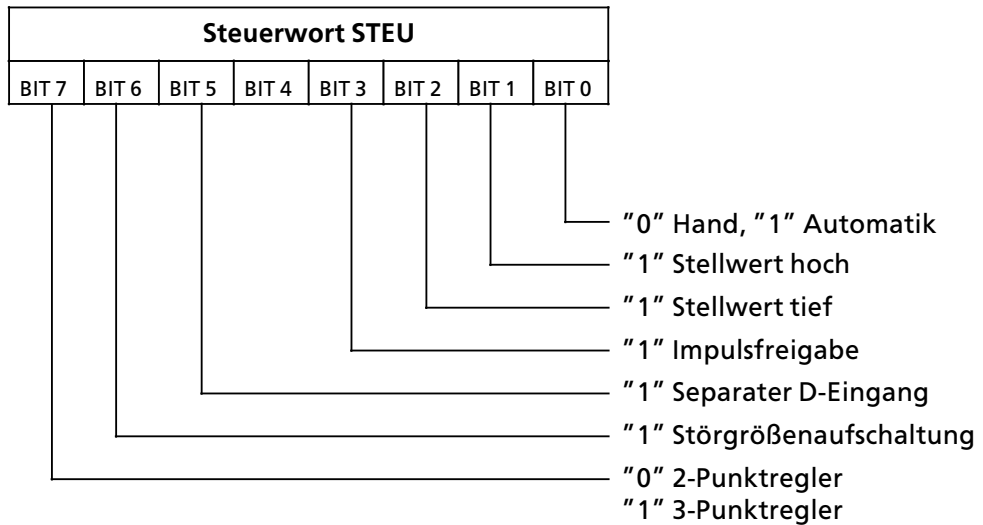 Steuerwort STEU
BIT 7 BIT 6 BIT 5 BIT 4 BIT 3 BIT 2 BIT 1 BIT 0
"0" Hand, "1" Automatik
"1" Stellwert hoch
"1" Stellwert tief
"1" Impulsfreigabe
"1" Separater D-Eingang
"1" Störgrößenaufschaltung
"0" 2-Punktregler
"1" 3-Punktregler